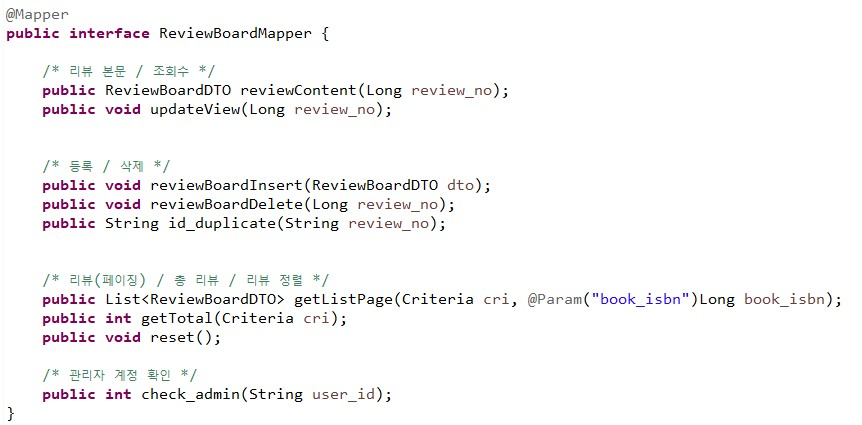 @Mapper
public interface ReviewBoardMapper {
/* 리뷰 본문 / 조회수 */
public ReviewBoardDTO reviewContent(Long review_no);
public void updateView(Long review_no);
/* 등록 / 삭제 */
public void reviewBoardInsert(ReviewBoardDTO dto);
public void reviewBoardDelete(Long review_no);
public String id_duplicate(String review_no);
/* 리뷰(페이징) / 총 리뷰 / 리뷰 정렬 */
public List<ReviewBoardDTO> getListPage(Criteria cri, @Param("book_isbn")Long book_isbn);
public int getTotal(Criteria cri);
public void reset();
/* 관리자 계정 확인 */
public int check_admin(String user_id);
}